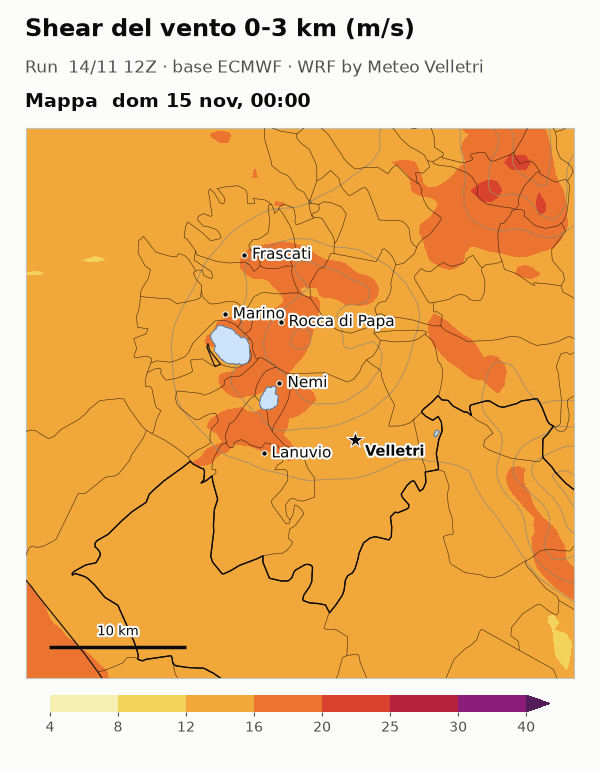 Shear del vento 0-3 km (m/s)
Run  14/11 12Z · base ECMWF · WRF by Meteo Velletri
Mappa  dom 15 nov, 00:00
Frascati
Marino
Rocca di Papa
Nemi
Velletri
Lanuvio
10 km
4 8 12 16 20 25 30 40